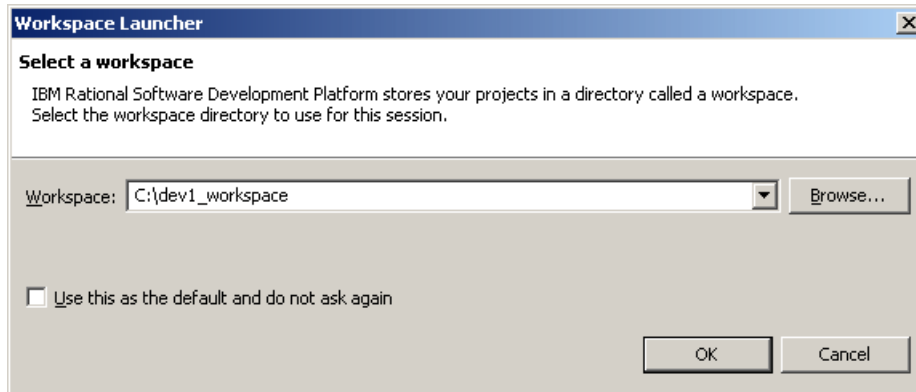 Workspace Launcher
Select a workspace
IBM Rational Software Development Platform stores your projects in a directory called a workspace.
Select the workspace directory to use for this session.
Workspace: C:\dev1_workspace Browse...
Use this as the default and do not ask again
OK Cancel